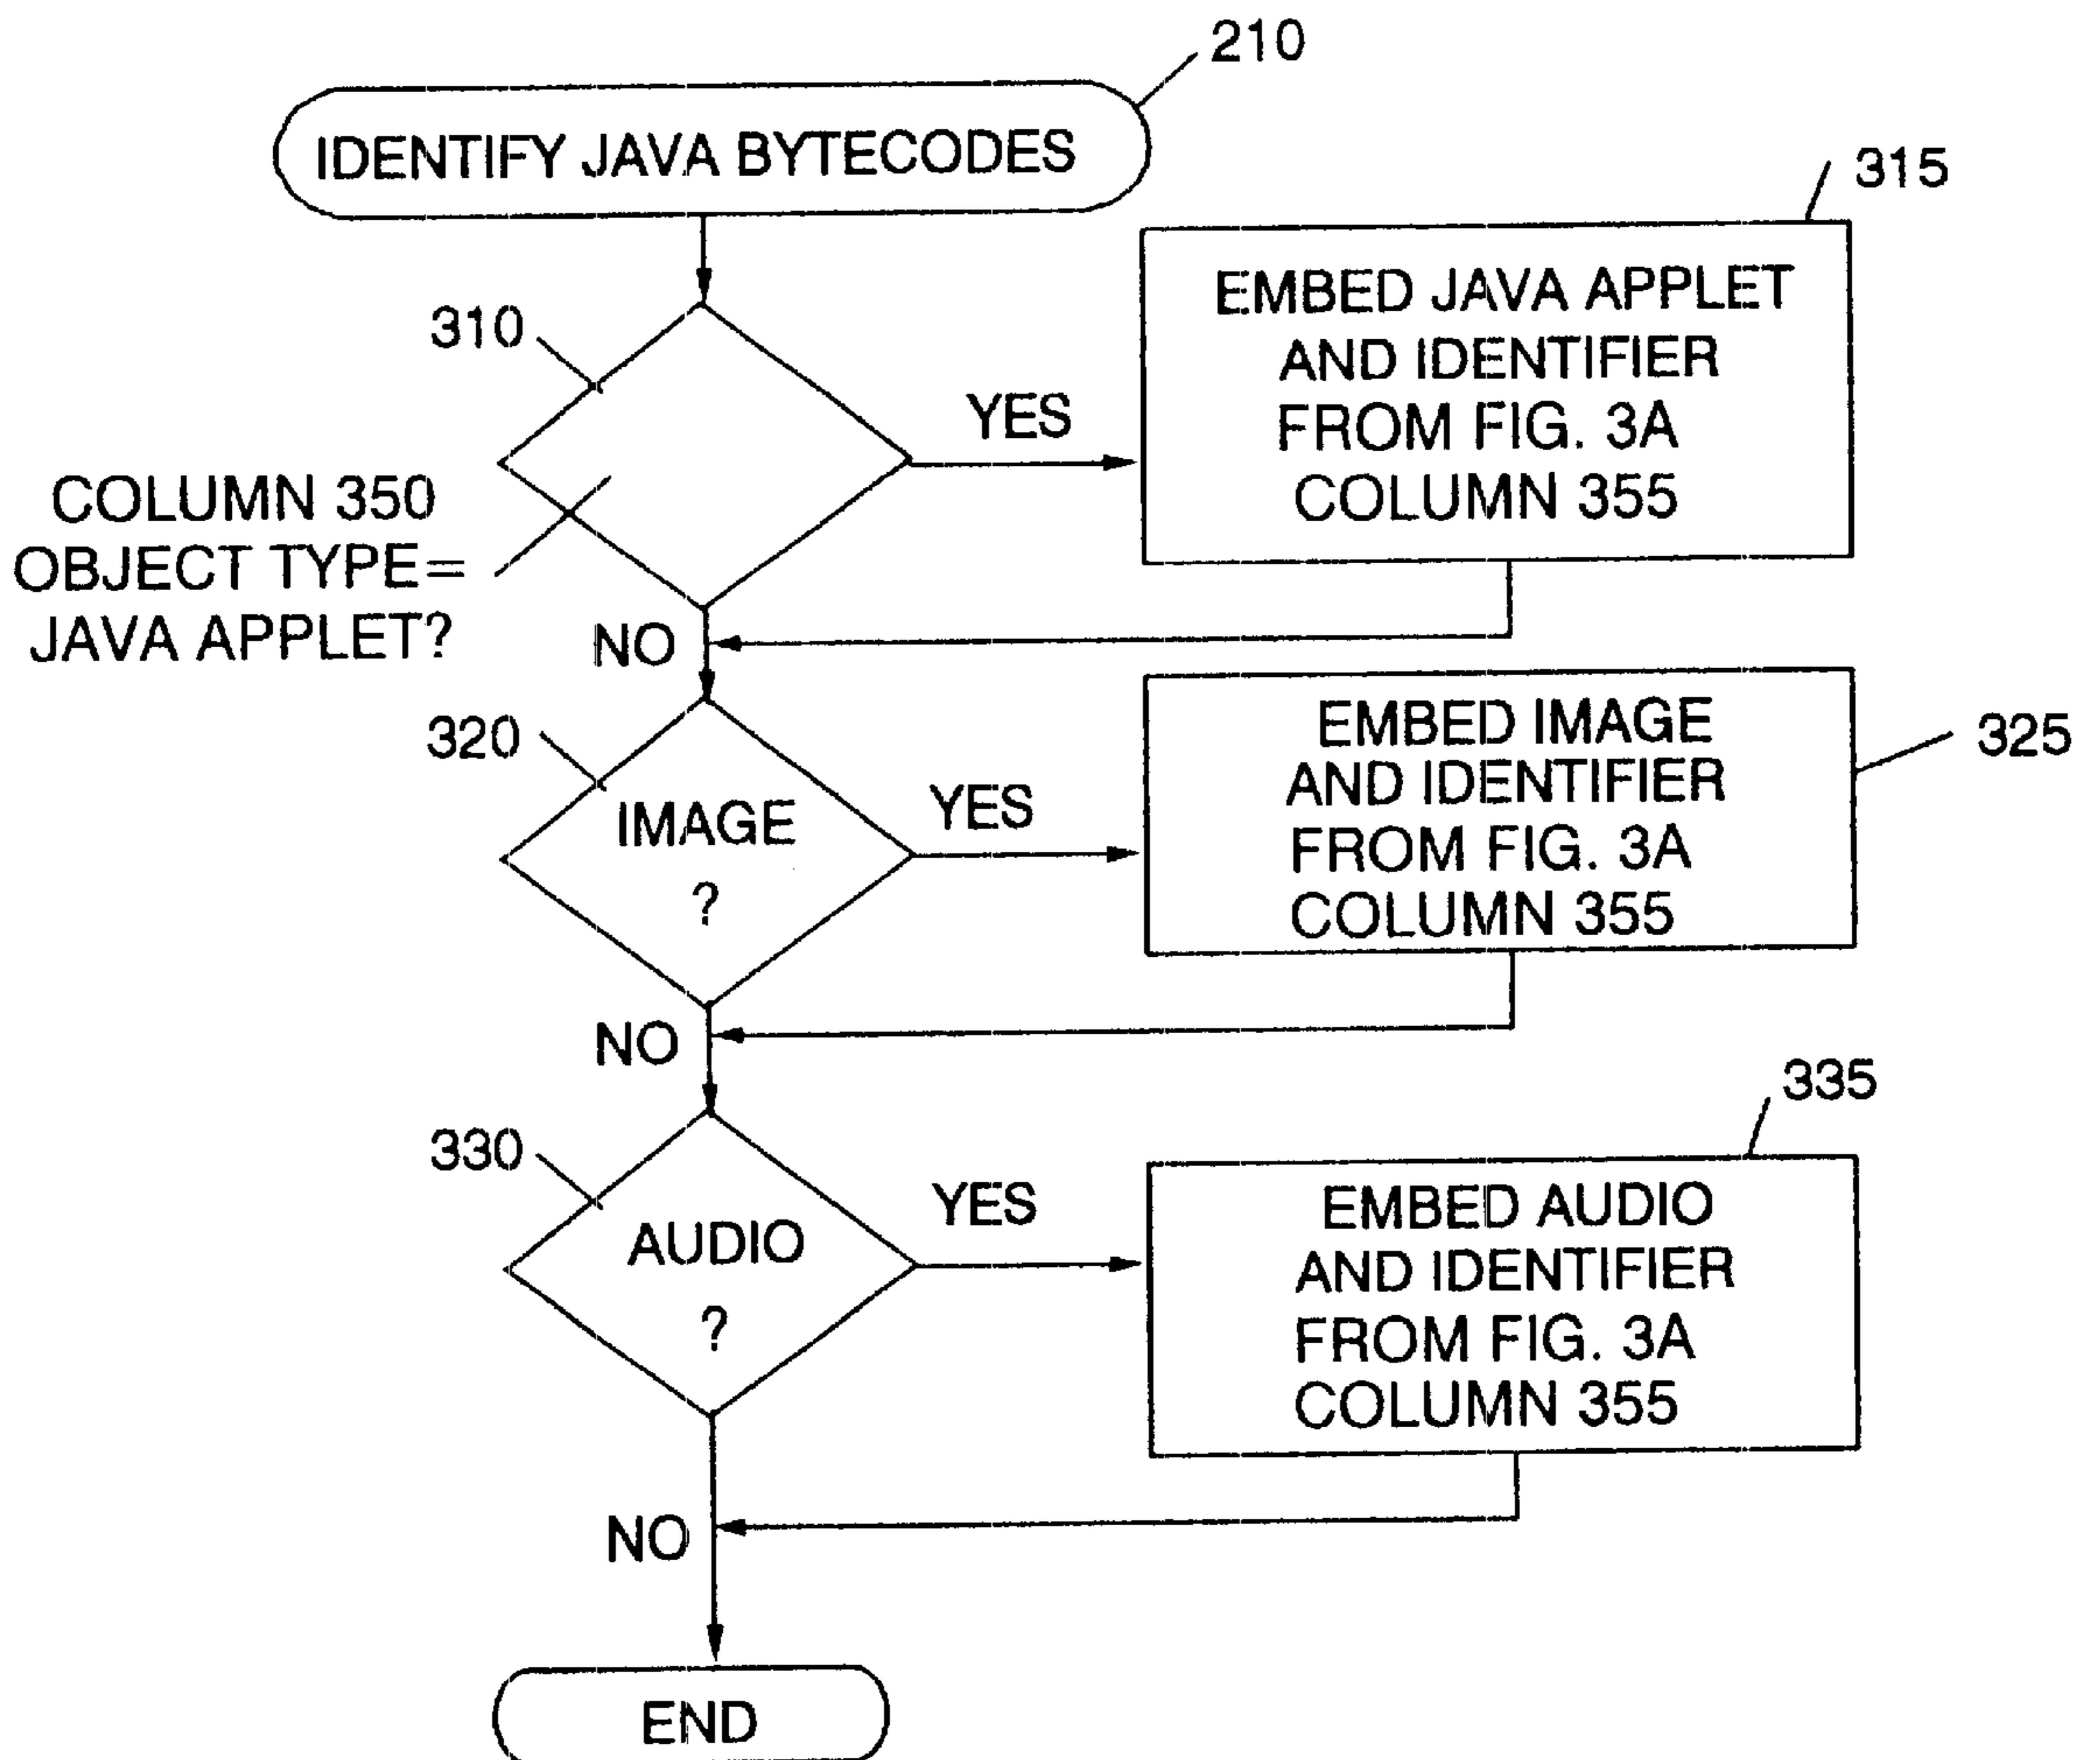 210
IDENTIFY JAVA BYTECODES
315
EMBED JAVA APPLET
AND IDENTIFIER
FROM FIG. 3A
COLUMN 355
310
YES
COLUMN 350
OBJECT TYPE=
JAVA APPLET?
NO
320
IMAGE
?
YES
EMBED IMAGE
AND IDENTIFIER
FROM FIG. 3A
COLUMN 355
325
NO
330
AUDIO
?
YES
335
EMBED AUDIO
AND IDENTIFIER
FROM FIG. 3A
COLUMN 355
NO
END